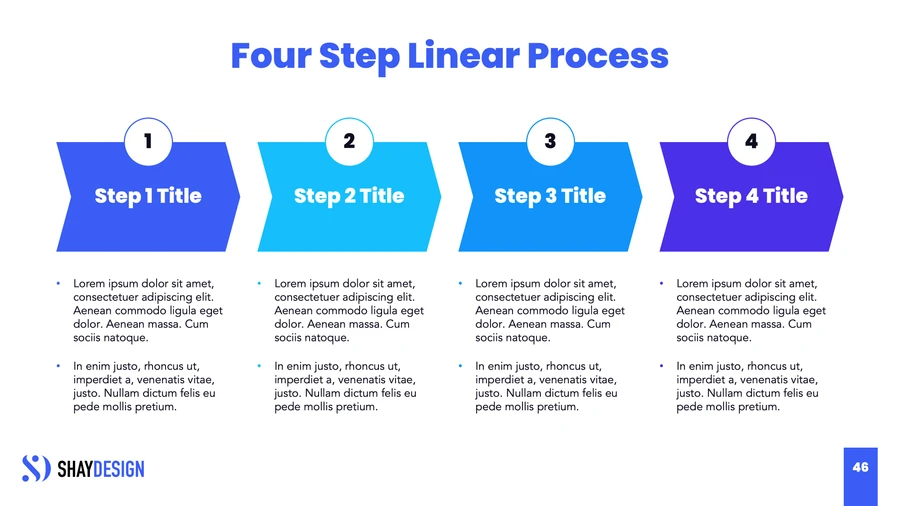 Four Step Linear Process
1
2
3
4
Step 1 Title
Step 2 Title
Step 3 Title
Step 4 Title
• Lorem ipsum dolor sit amet,
consectetuer adipiscing elit.
Aenean commodo ligula eget
dolor. Aenean massa. Cum
sociis natoque.
• In enim justo, rhoncus ut,
imperdiet a, venenatis vitae,
justo. Nullam dictum felis eu
pede mollis pretium.
• Lorem ipsum dolor sit amet,
consectetuer adipiscing elit.
Aenean commodo ligula eget
dolor. Aenean massa. Cum
sociis natoque.
• In enim justo, rhoncus ut,
imperdiet a, venenatis vitae,
justo. Nullam dictum felis eu
pede mollis pretium.
• Lorem ipsum dolor sit amet,
consectetuer adipiscing elit.
Aenean commodo ligula eget
dolor. Aenean massa. Cum
sociis natoque.
• In enim justo, rhoncus ut,
imperdiet a, venenatis vitae,
justo. Nullam dictum felis eu
pede mollis pretium.
• Lorem ipsum dolor sit amet,
consectetuer adipiscing elit.
Aenean commodo ligula eget
dolor. Aenean massa. Cum
sociis natoque.
• In enim justo, rhoncus ut,
imperdiet a, venenatis vitae,
justo. Nullam dictum felis eu
pede mollis pretium.
SHAYDESIGN
46